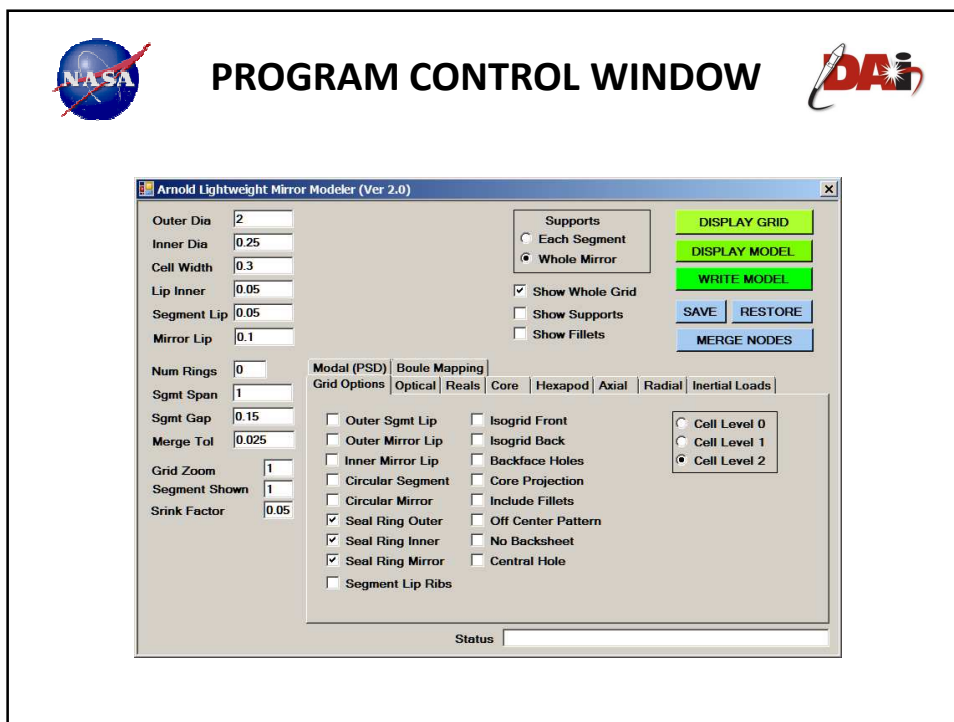 NASA
PROGRAM CONTROL WINDOW
DAi
Arnold Lightweight Mirror Modeler (Ver 2.0)
Outer Dia 2
Inner Dia 0.25
Cell Width 0.3
Lip Inner 0.05
Segment Lip 0.05
Mirror Lip 0.1
Num Rings 0
Sgmt Span 1
Sgmt Gap 0.15
Merge Tol 0.025
Grid Zoom 1
Segment Shown 1
Srink Factor 0.05
Supports
Each Segment
Whole Mirror
Show Whole Grid
Show Supports
Show Fillets
DISPLAY GRID
DISPLAY MODEL
WRITE MODEL
SAVE RESTORE
MERGE NODES
Modal (PSD) Boule Mapping
Grid Options Optical Reals Core Hexapod Axial Radial Inertial Loads
Outer Sgmt Lip
Outer Mirror Lip
Inner Mirror Lip
Circular Segment
Circular Mirror
Seal Ring Outer
Seal Ring Inner
Seal Ring Mirror
Segment Lip Ribs
Isogrid Front
Isogrid Back
Backface Holes
Core Projection
Include Fillets
Off Center Pattern
No Backsheet
Central Hole
Cell Level 0
Cell Level 1
Cell Level 2
Status